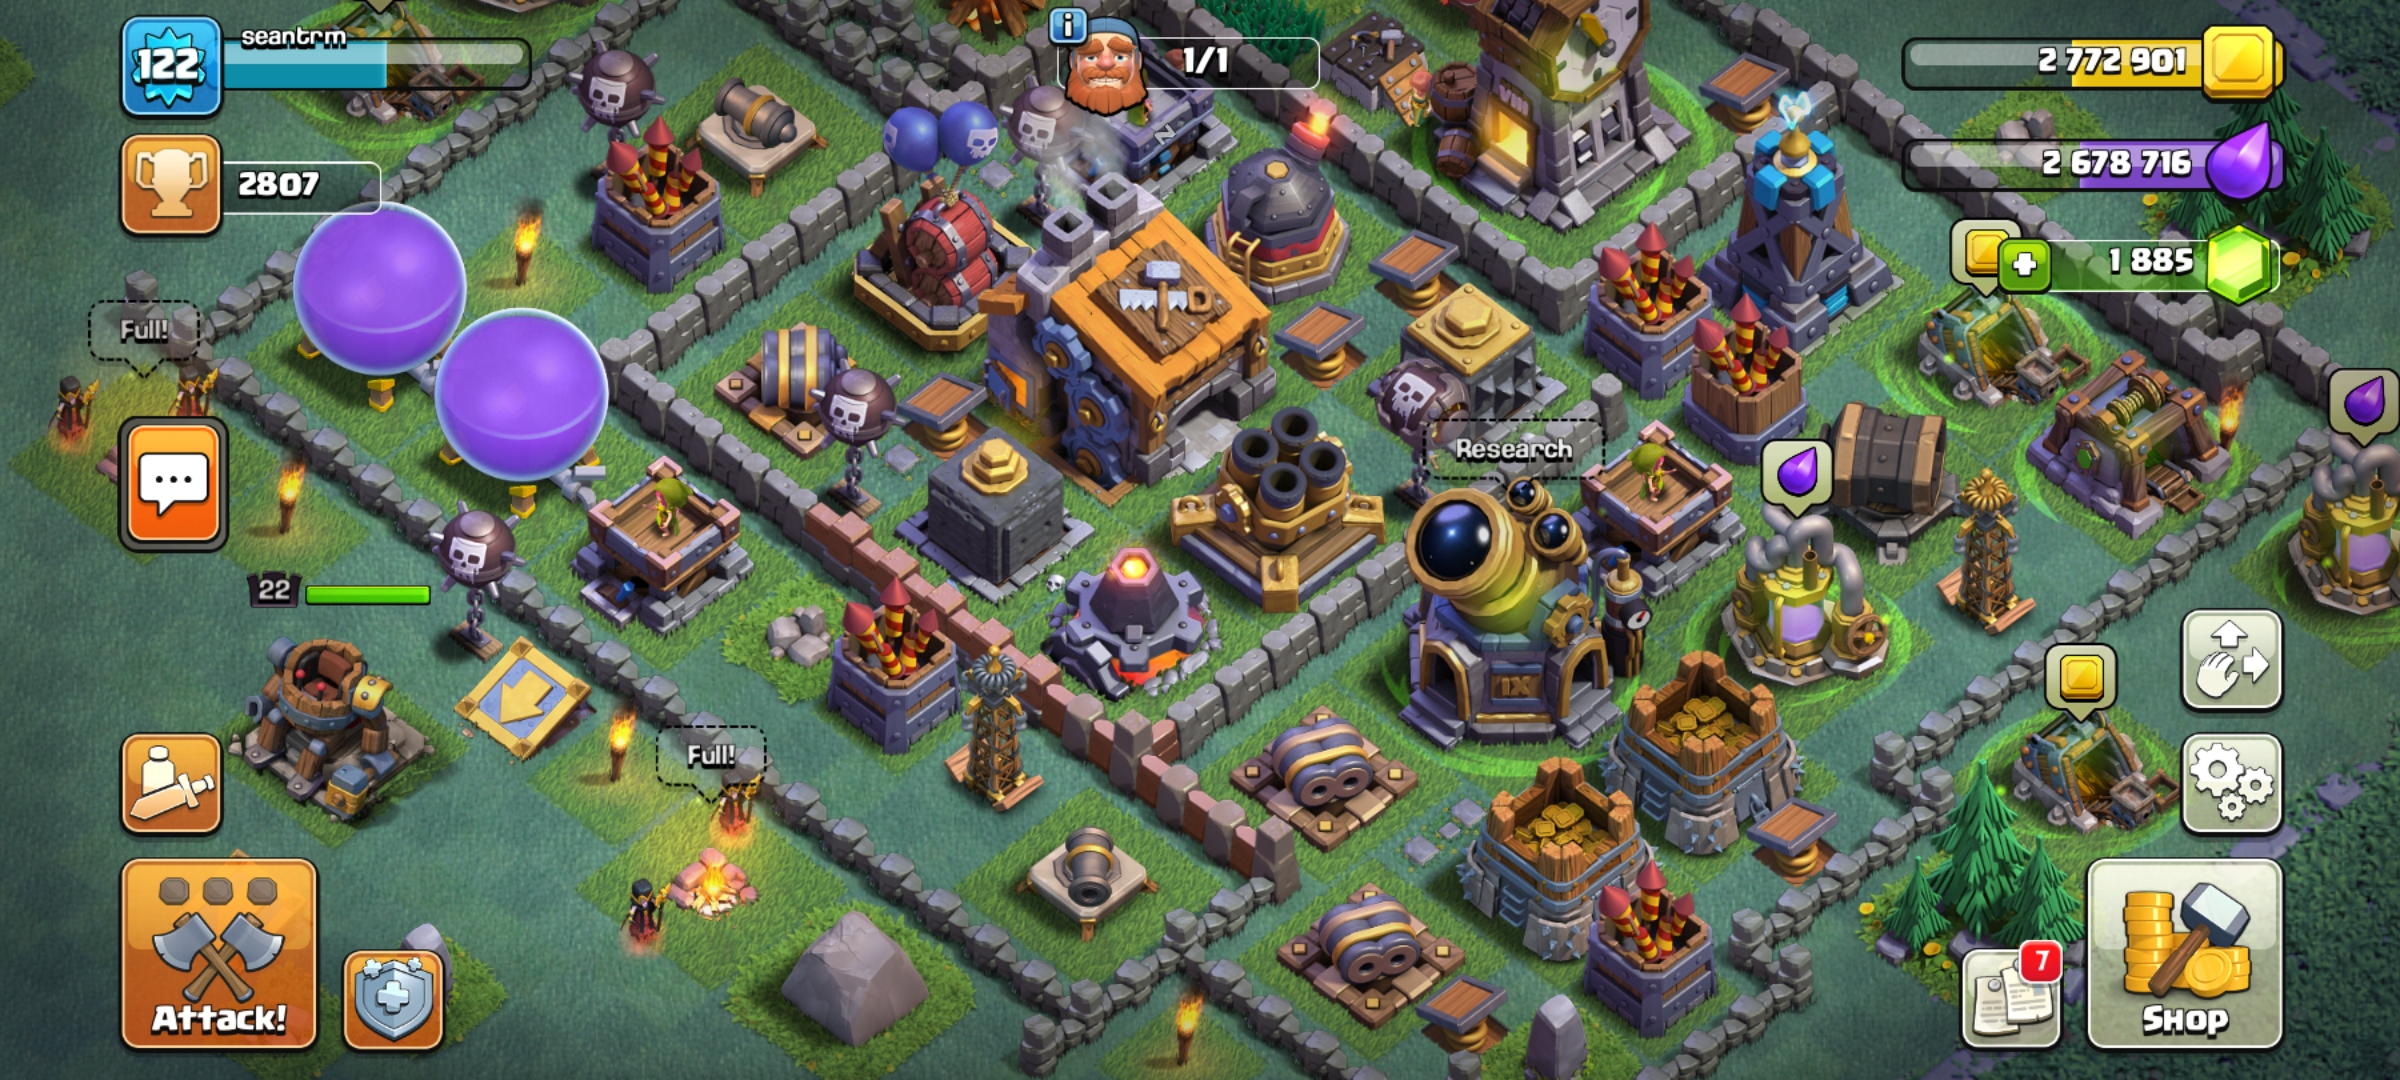 122
seantrm
i
1/1
2 772 901
VIII
2807
2 678 716
1 885
Full!
Research
22
IX
Full!
7
Attack!
Shop